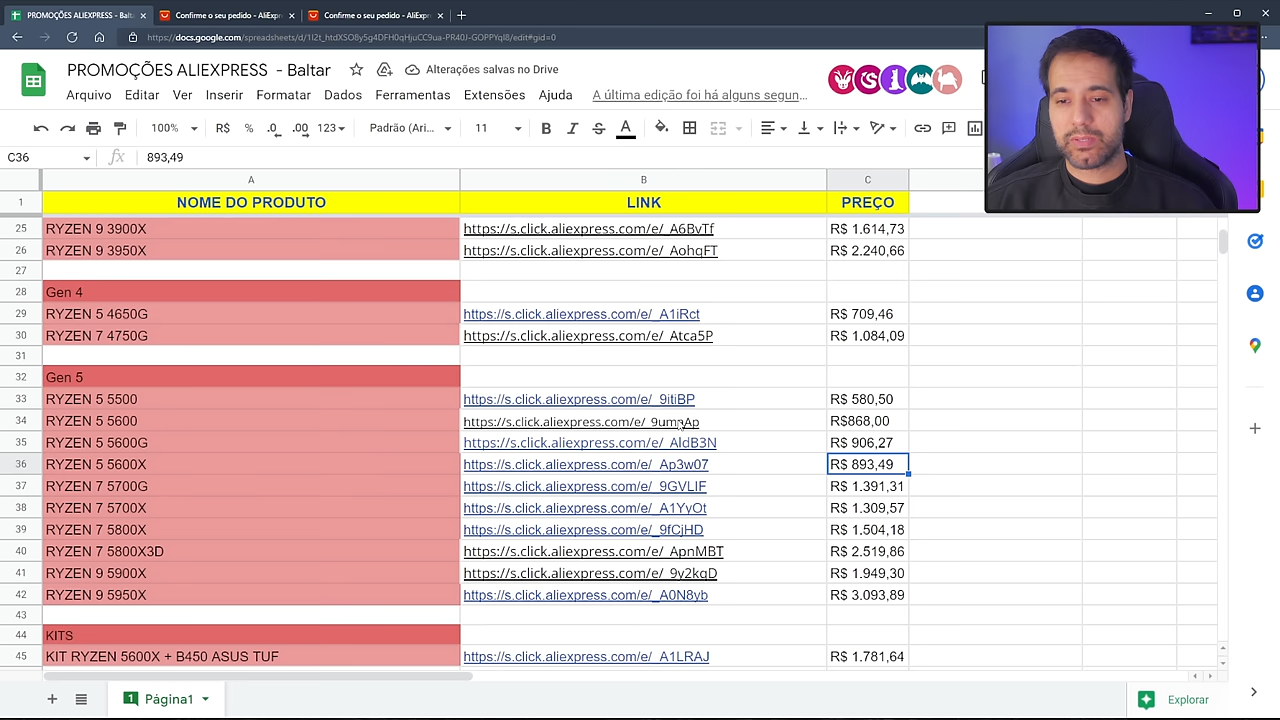 PROMOÇÕES ALIEXPRESS - Balta
Confirme o seu pedido - AliExp
Confirme o seu pedido - AliExp
https://docs.google.com/spreadsheets/d/
PROMOÇÕES ALIEXPRESS - Baltar
Alterações salvas no Drive
Arquivo Editar Ver Inserir Formatar Dados Ferramentas Extensões Ajuda A última edição foi há alguns segun...
100% R$ % .0 .00 123 Padrão (Ari... 11 B I S A
C36 fx 893,49
A B C
1 NOME DO PRODUTO LINK PREÇO
25 RYZEN 9 3900X https://s.click.aliexpress.com/e/_A6BvTf R$ 1.614,73
26 RYZEN 9 3950X https://s.click.aliexpress.com/e/_AohqFT R$ 2.240,66
27
28 Gen 4
29 RYZEN 5 4650G https://s.click.aliexpress.com/e/_A1iRct R$ 709,46
30 RYZEN 7 4750G https://s.click.aliexpress.com/e/_Atca5P R$ 1.084,09
31
32 Gen 5
33 RYZEN 5 5500 https://s.click.aliexpress.com/e/_9itiBP R$ 580,50
34 RYZEN 5 5600 R$868,00
35 RYZEN 5 5600G https://s.click.aliexpress.com/e/_AldB3N R$ 906,27
36 RYZEN 5 5600X https://s.click.aliexpress.com/e/_Ap3w07 R$ 893,49
37 RYZEN 7 5700G https://s.click.aliexpress.com/e/_9GVLIF R$ 1.391,31
38 RYZEN 7 5700X https://s.click.aliexpress.com/e/_A1YyOt R$ 1.309,57
39 RYZEN 7 5800X https://s.click.aliexpress.com/e/_9fCjHD R$ 1.504,18
40 RYZEN 7 5800X3D https://s.click.aliexpress.com/e/_ApnMBT R$ 2.519,86
41 RYZEN 9 5900X https://s.click.aliexpress.com/e/_9y2kqD R$ 1.949,30
42 RYZEN 9 5950X https://s.click.aliexpress.com/e/_A0N8yb R$ 3.093,89
43
44 KITS
45 KIT RYZEN 5600X + B450 ASUS TUF https://s.click.aliexpress.com/e/_A1LRAJ R$ 1.781,64
1 Página1 Explorar